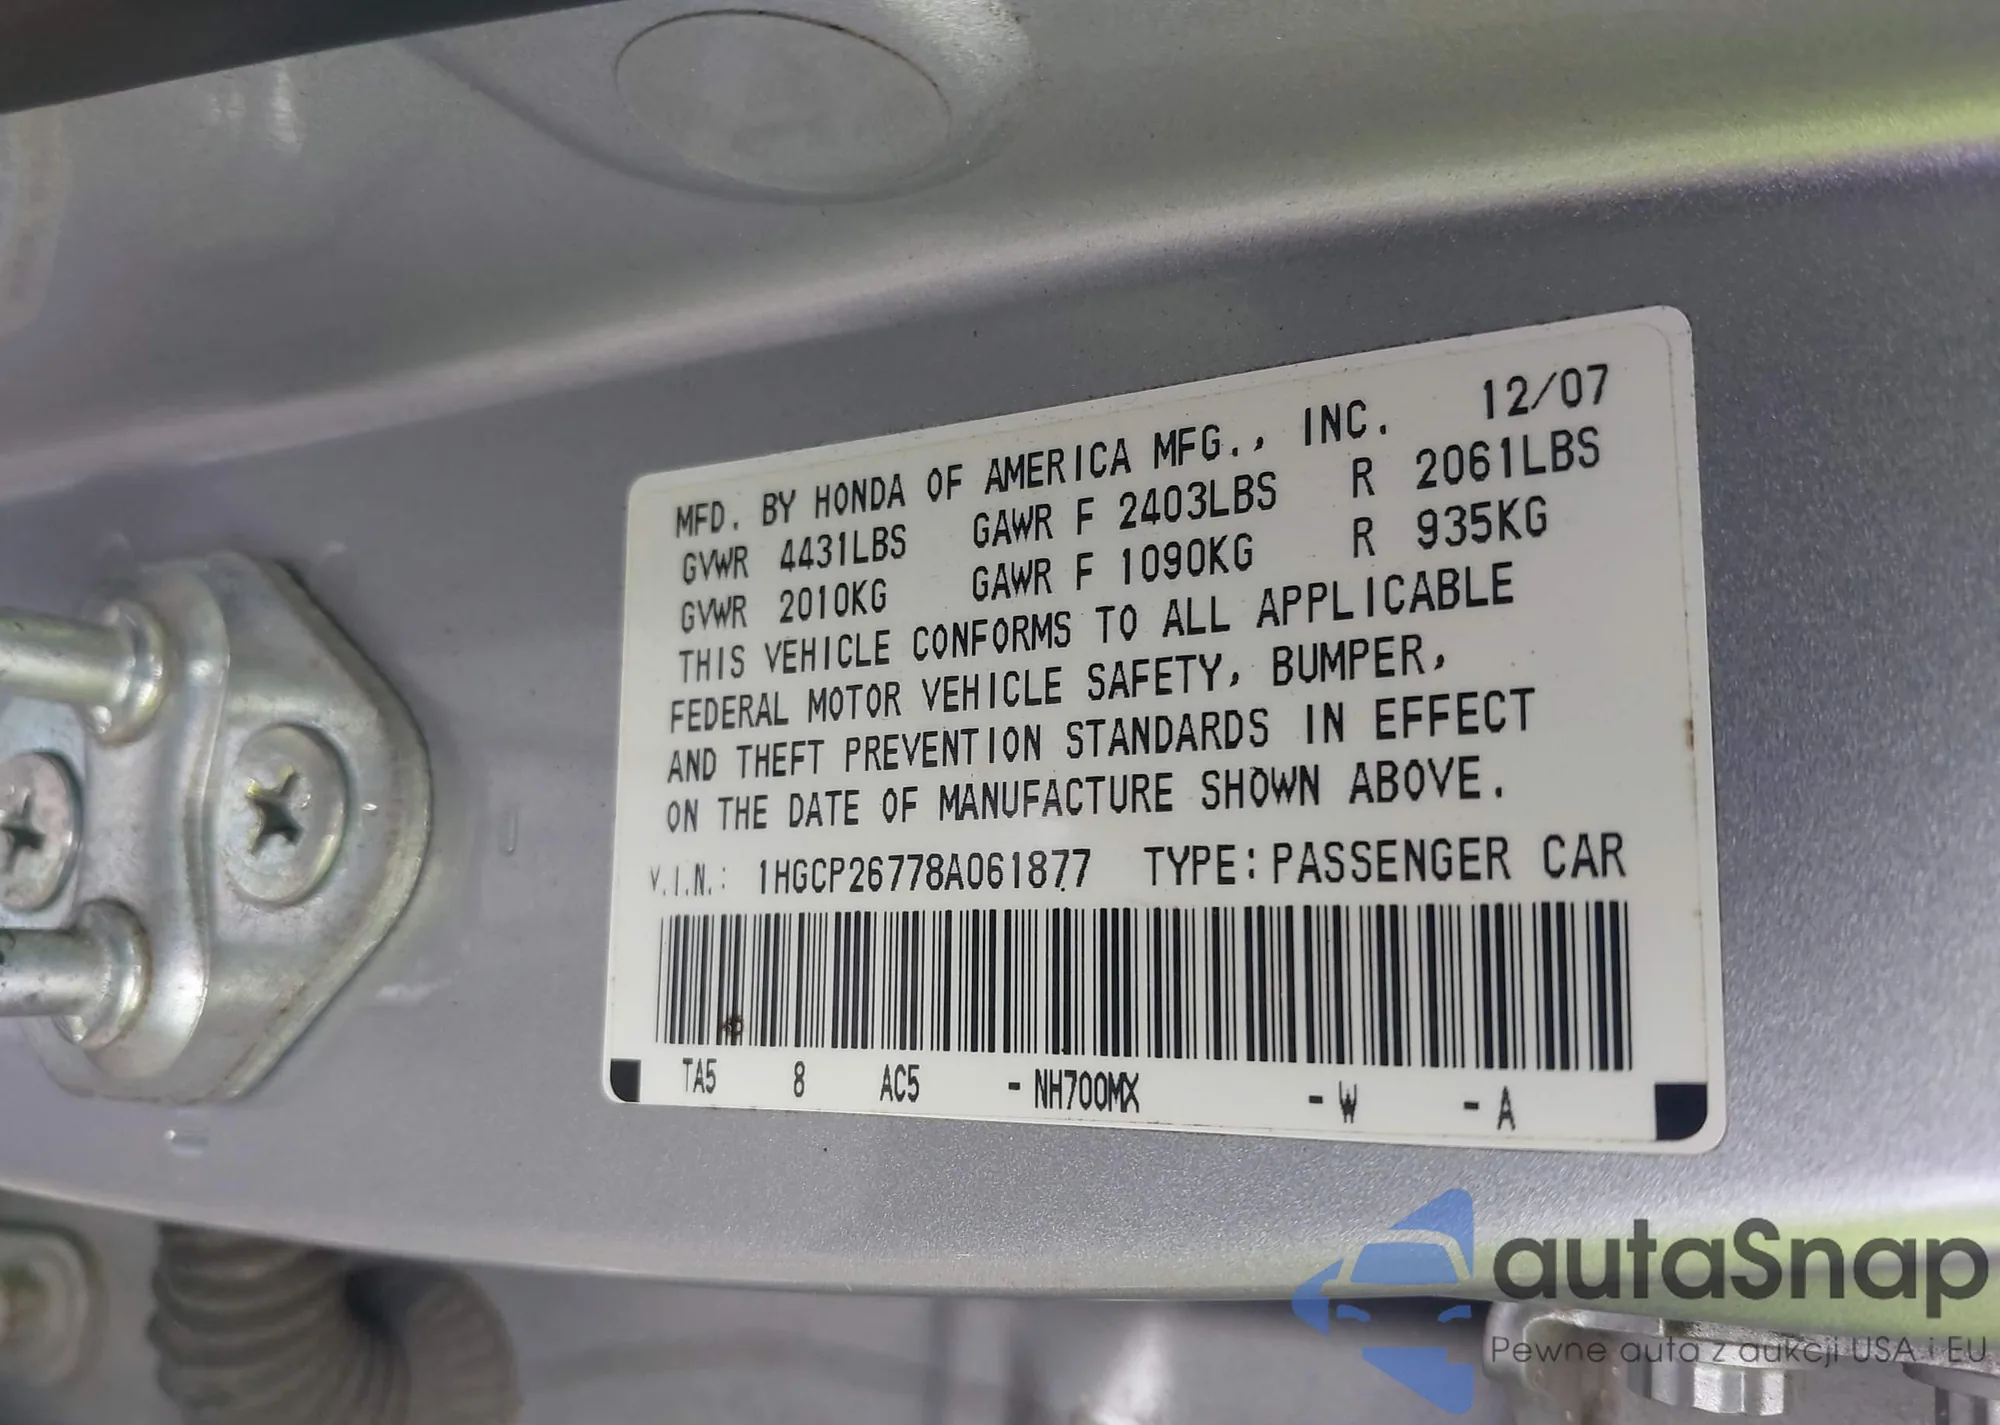 MFD. BY HONDA OF AMERICA MFG., INC. 12/07
GVWR 4431LBS GAWR F 2403LBS R 2061LBS
GVWR 2010KG GAWR F 1090KG R 935KG
THIS VEHICLE CONFORMS TO ALL APPLICABLE
FEDERAL MOTOR VEHICLE SAFETY, BUMPER,
AND THEFT PREVENTION STANDARDS IN EFFECT
ON THE DATE OF MANUFACTURE SHOWN ABOVE.
V.I.N.: 1HGCP26778A061877 TYPE:PASSENGER CAR
TA5 8 AC5 -NH700MX -W -A
autaSnap
Pewne auta z aukcji USA i EU